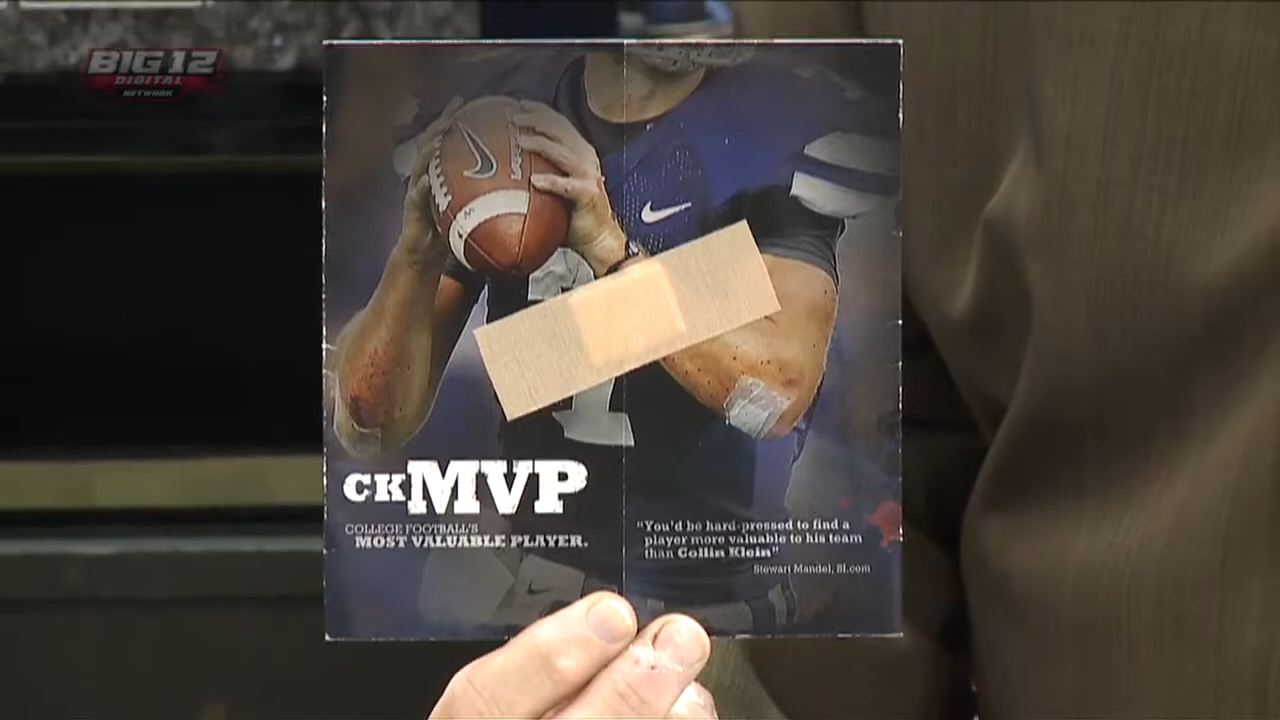 BIG 12
DIGITAL
NETWORK
CKMVP
COLLEGE FOOTBALL'S
MOST VALUABLE PLAYER.
"You'd be hard-pressed to find a
player more valuable to his team
than Collin Klein"
Stewart Mandel, SI.com
1